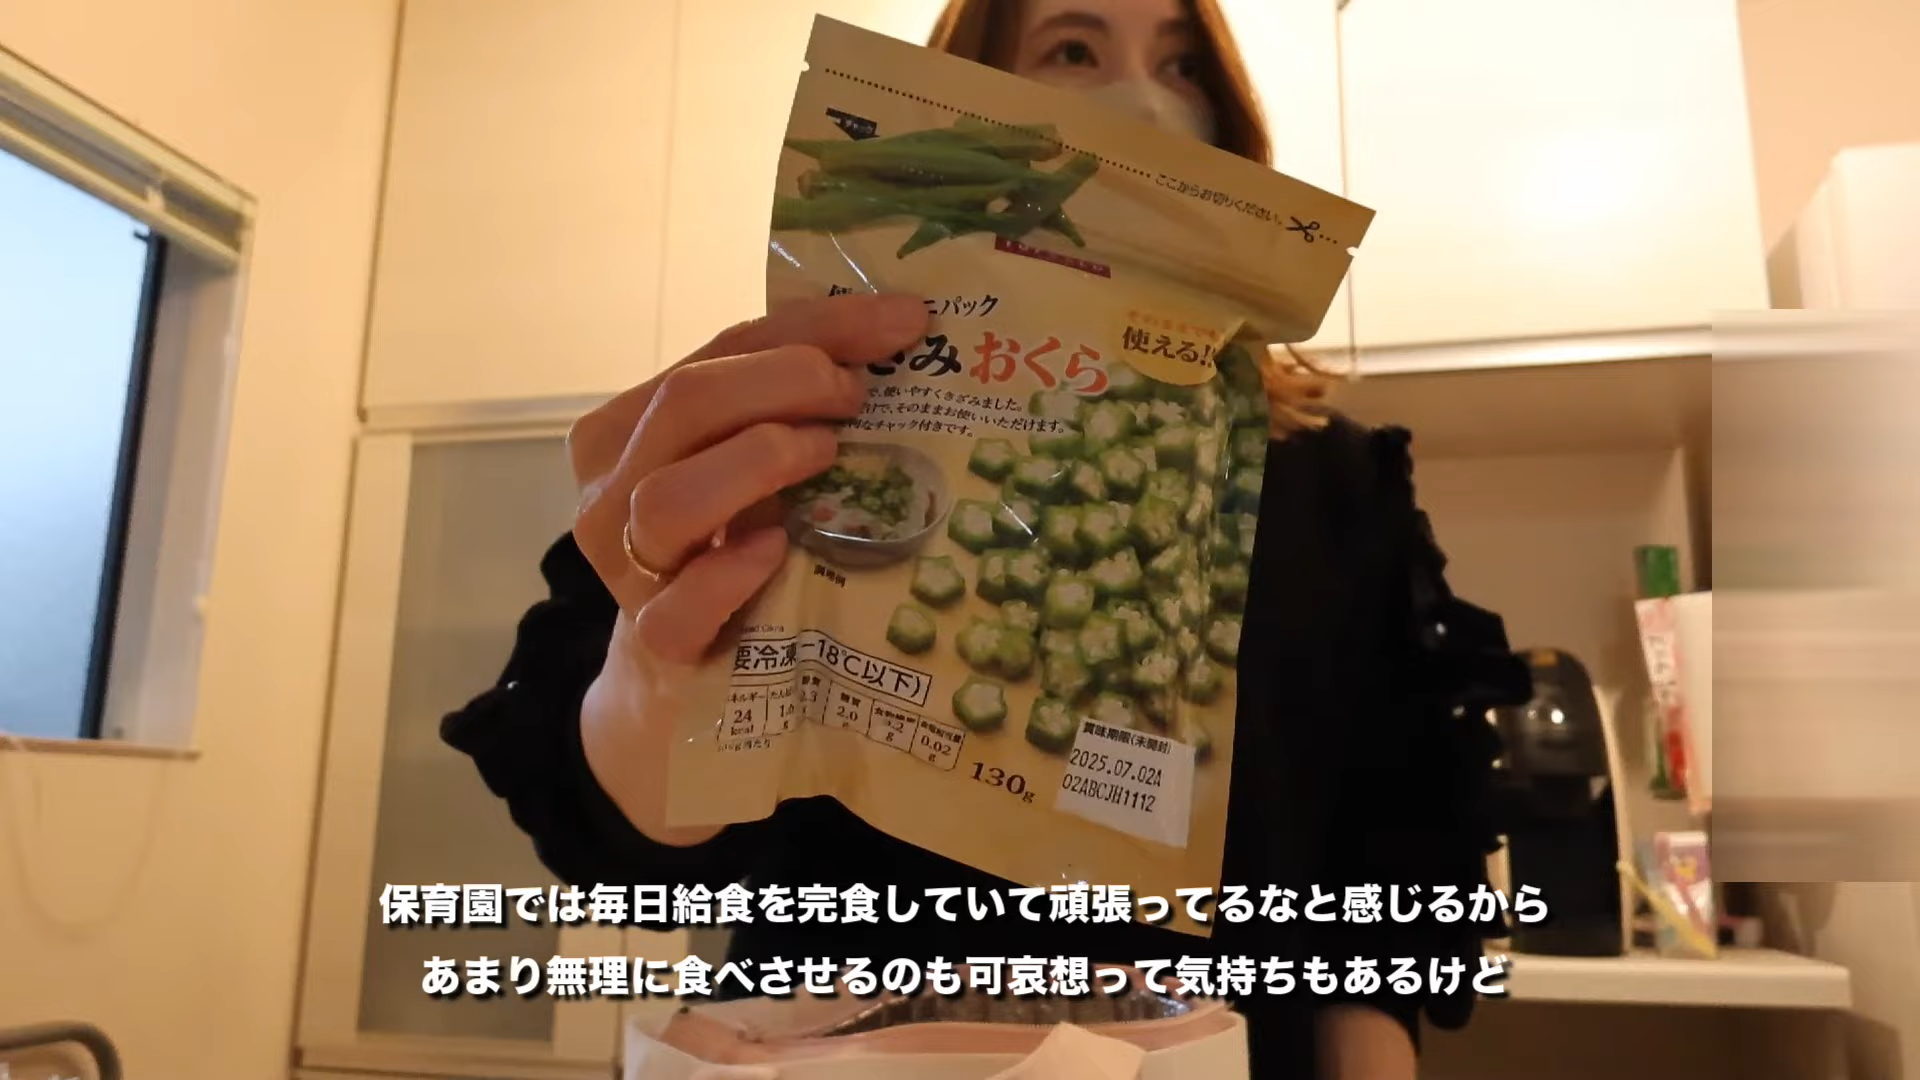 ここからお切りください。
ニパック
ざみおくら
使える!!
で、使いやすくきざみました。
けで、そのままお使いいただけます。
利なチャック付きです。
調理例
要冷凍 -18℃以下)
24
kcal
糖質
2.0
g
0.02
g
130g
賞味期限(未開封)
2025.07.02A
02ABCJH1112
保育園では毎日給食を完食していて頑張ってるなと感じるから
あまり無理に食べさせるのも可哀想って気持ちもあるけど